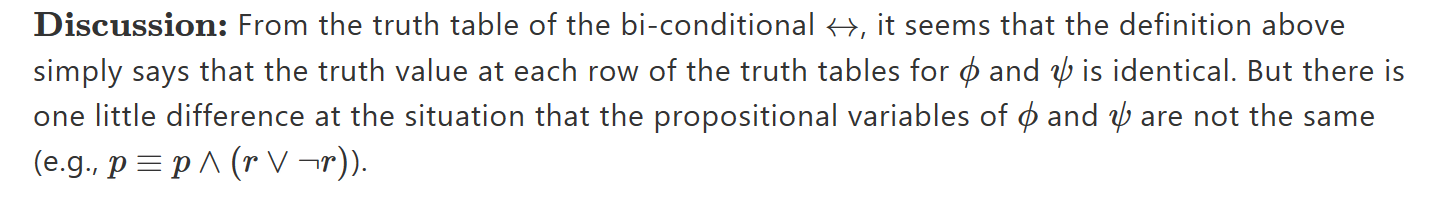 Discussion: From the truth table of the bi-conditional ↔, it seems that the definition above
simply says that the truth value at each row of the truth tables for ϕ and ψ is identical. But there is
one little difference at the situation that the propositional variables of ϕ and ψ are not the same
(e.g., p ≡ p ∧ (r ∨ ¬r)).